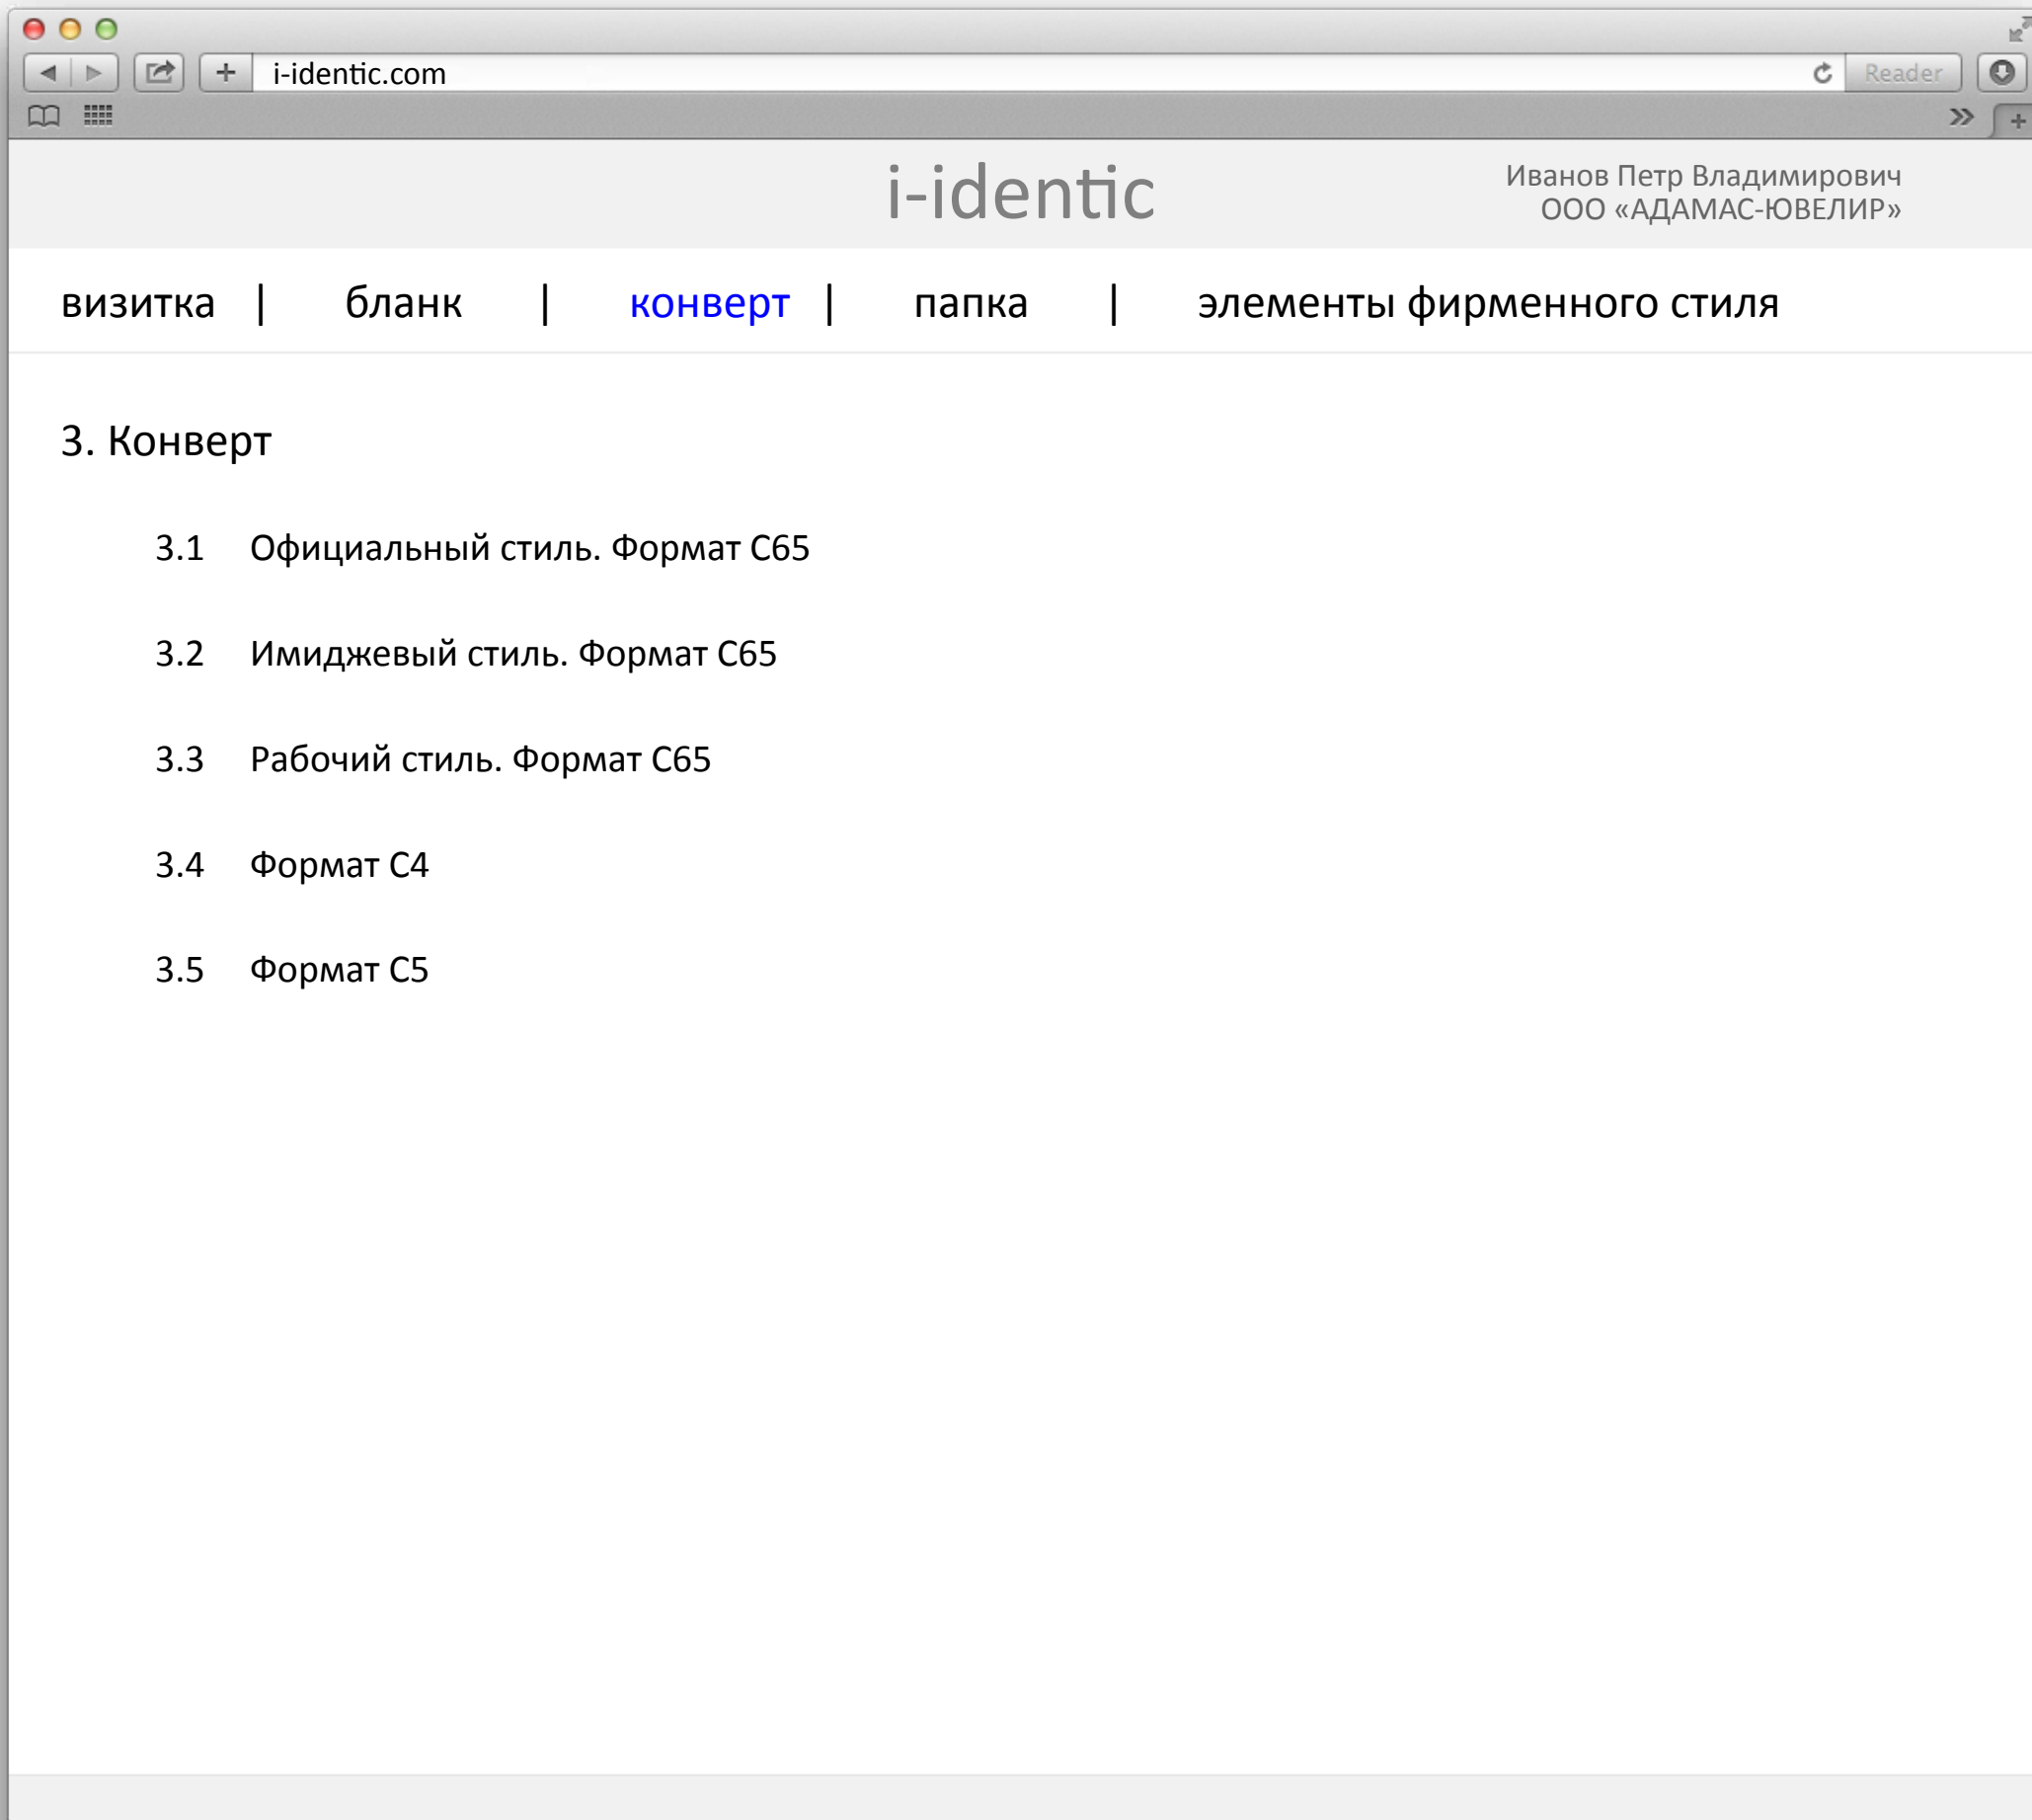 i-identic.com
Reader
i-identic
Иванов Петр Владимирович
ООО «АДАМАС-ЮВЕЛИР»
визитка | бланк | конверт | папка | элементы фирменного стиля
3. Конверт
3.1 Официальный стиль. Формат С65
3.2 Имиджевый стиль. Формат С65
3.3 Рабочий стиль. Формат С65
3.4 Формат С4
3.5 Формат С5